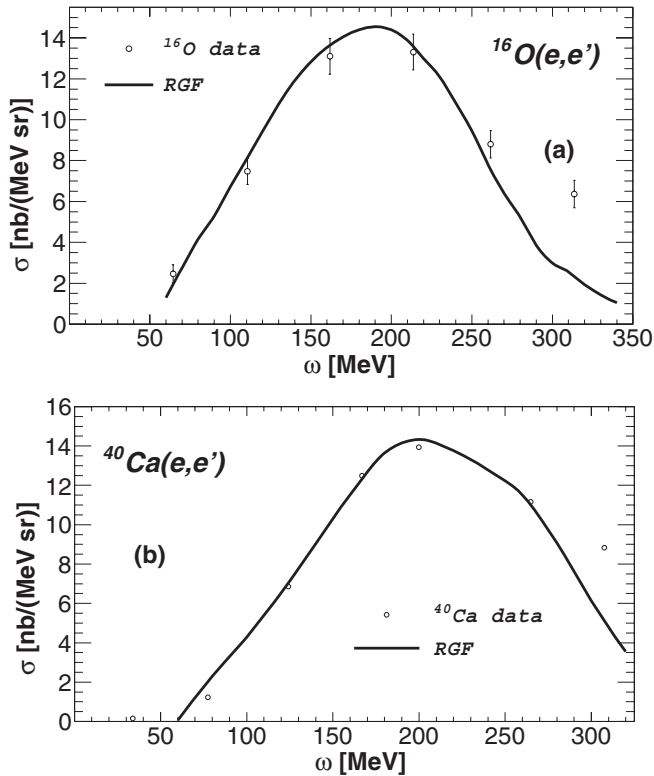 σ [nb/(MeV sr)]
14
12
10
8
6
4
2
0
¹⁶O data
RGF
¹⁶O(e,e')
(a)
50 100 150 200 250 300 350
ω [MeV]
σ [nb/(MeV sr)]
16
14
12
10
8
6
4
2
0
⁴⁰Ca(e,e')
(b)
⁴⁰Ca data
RGF
50 100 150 200 250 300
ω [MeV]